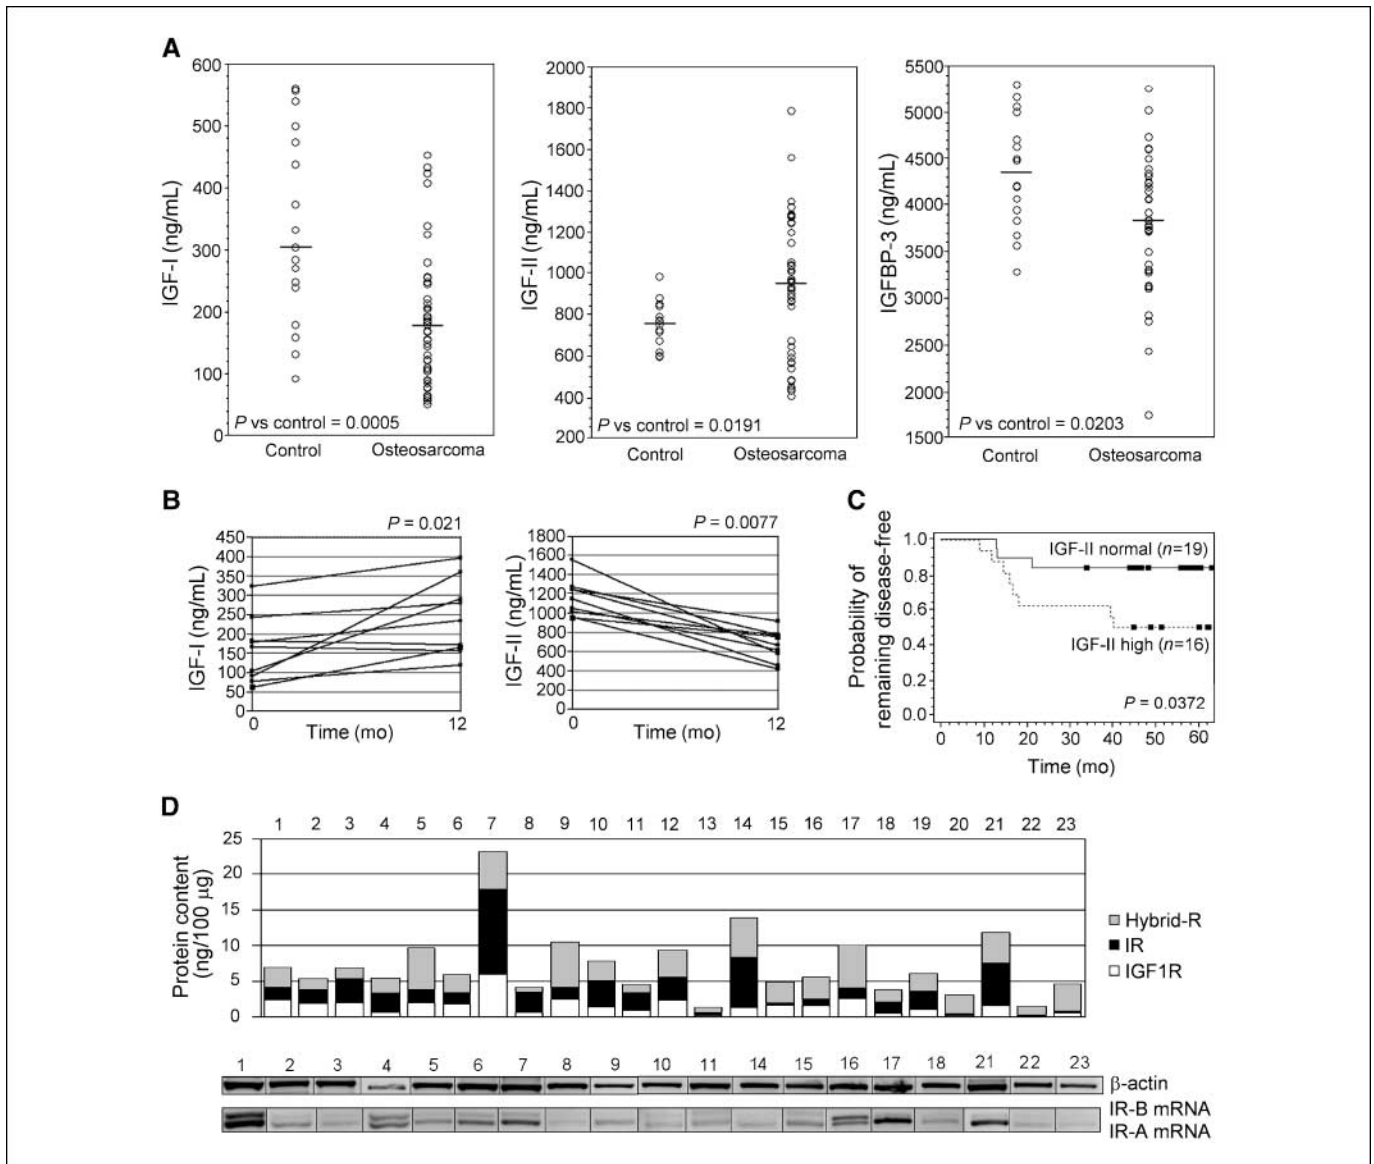 A
600
500
400
300
200
100
0
IGF-I (ng/mL)
P vs control = 0.0005
Control Osteosarcoma
2000
1800
1600
1400
1200
1000
800
600
400
200
IGF-II (ng/mL)
P vs control = 0.0191
Control Osteosarcoma
5500
5000
4500
4000
3500
3000
2500
2000
1500
IGFBP-3 (ng/mL)
P vs control = 0.0203
Control Osteosarcoma
B
P = 0.021
450
400
350
300
250
200
150
100
50
0
IGF-I (ng/mL)
0 12
Time (mo)
P = 0.0077
1800
1600
1400
1200
1000
800
600
400
200
0
IGF-II (ng/mL)
0 12
Time (mo)
C
Probability of
remaining disease-free
1.0
0.8
0.6
0.4
0.2
0.0
IGF-II normal (n=19)
IGF-II high (n=16)
P = 0.0372
0 10 20 30 40 50 60
Time (mo)
D
1 2 3 4 5 6 7 8 9 10 11 12 13 14 15 16 17 18 19 20 21 22 23
25
20
15
10
5
0
Protein content
(ng/100 µg)
Hybrid-R
IR
IGF1R
1 2 3 4 5 6 7 8 9 10 11 14 15 16 17 18 21 22 23
β-actin
IR-B mRNA
IR-A mRNA